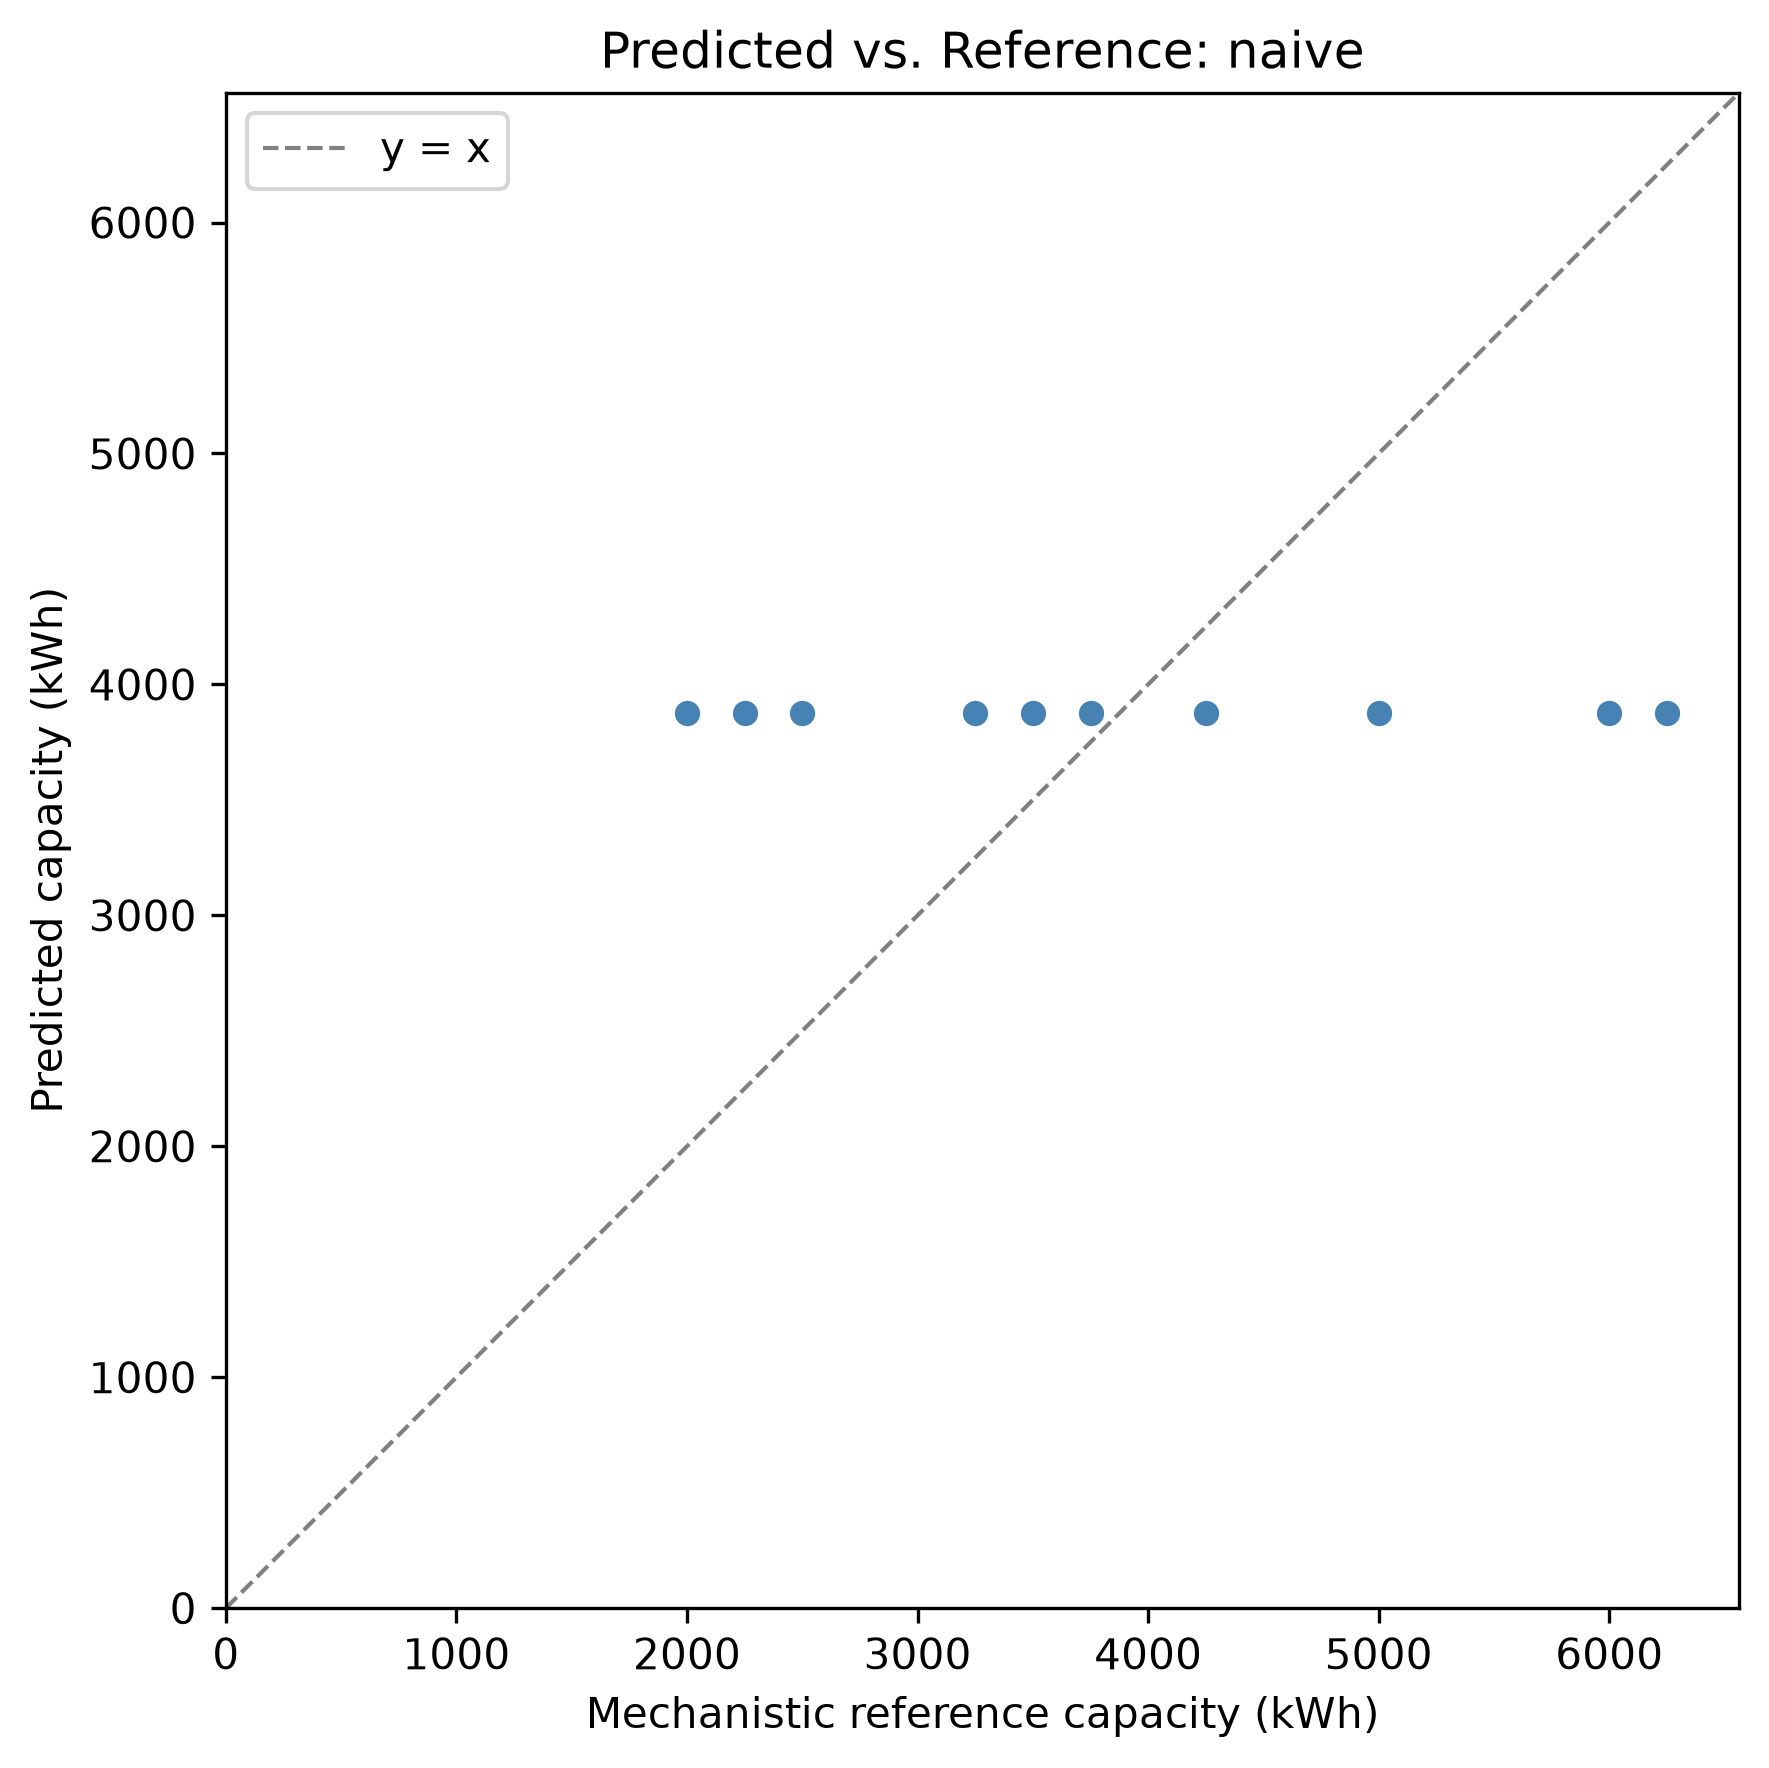 Predicted vs. Reference: naive
y = x
Predicted capacity (kWh)
6000
5000
4000
3000
2000
1000
0
0 1000 2000 3000 4000 5000 6000
Mechanistic reference capacity (kWh)